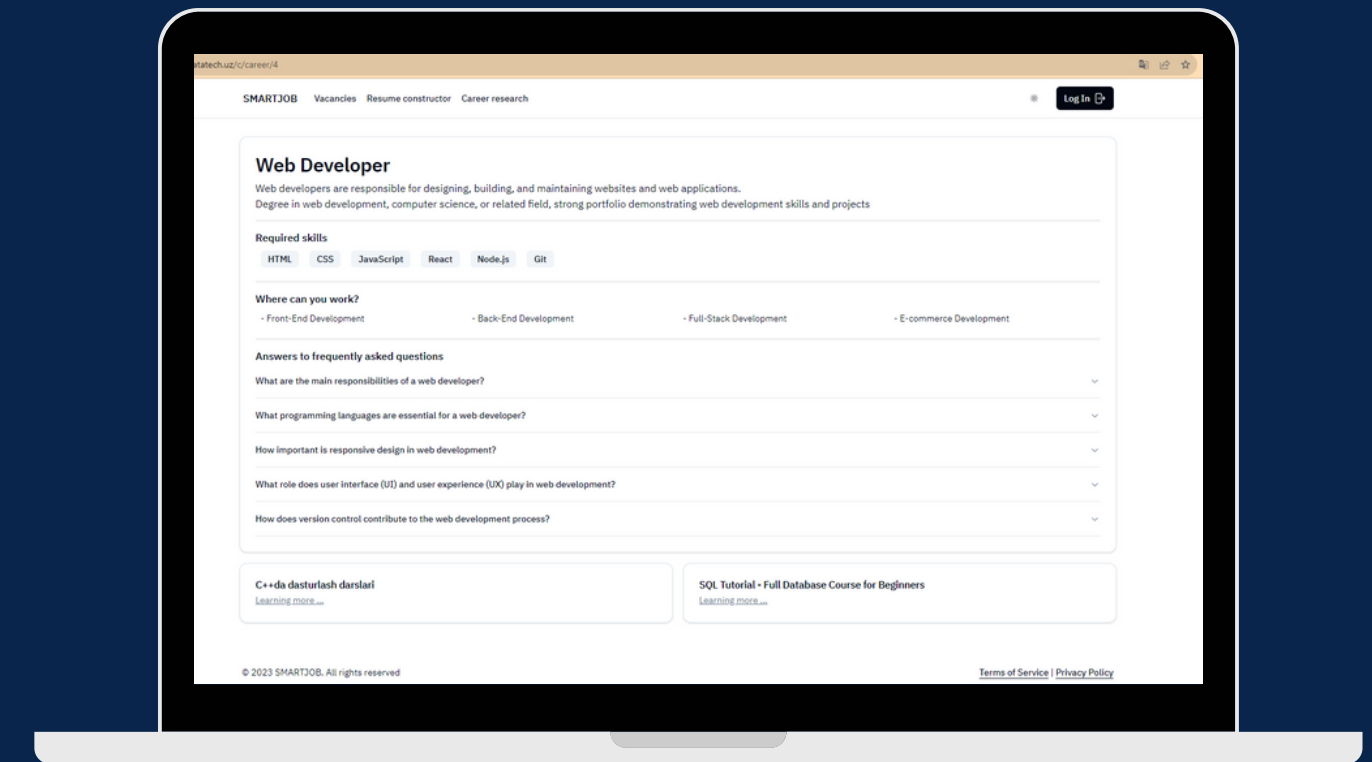 atatech.uz/c/career/4
SMARTJOB Vacancies Resume constructor Career research Log In
Web Developer
Web developers are responsible for designing, building, and maintaining websites and web applications.
Degree in web development, computer science, or related field, strong portfolio demonstrating web development skills and projects
Required skills
HTML CSS JavaScript React Node.js Git
Where can you work?
- Front-End Development - Back-End Development - Full-Stack Development - E-commerce Development
Answers to frequently asked questions
What are the main responsibilities of a web developer?
What programming languages are essential for a web developer?
How important is responsive design in web development?
What role does user interface (UI) and user experience (UX) play in web development?
How does version control contribute to the web development process?
C++da dasturlash darslari
Learning more ...
SQL Tutorial - Full Database Course for Beginners
Learning more ...
© 2023 SMARTJOB. All rights reserved Terms of Service | Privacy Policy